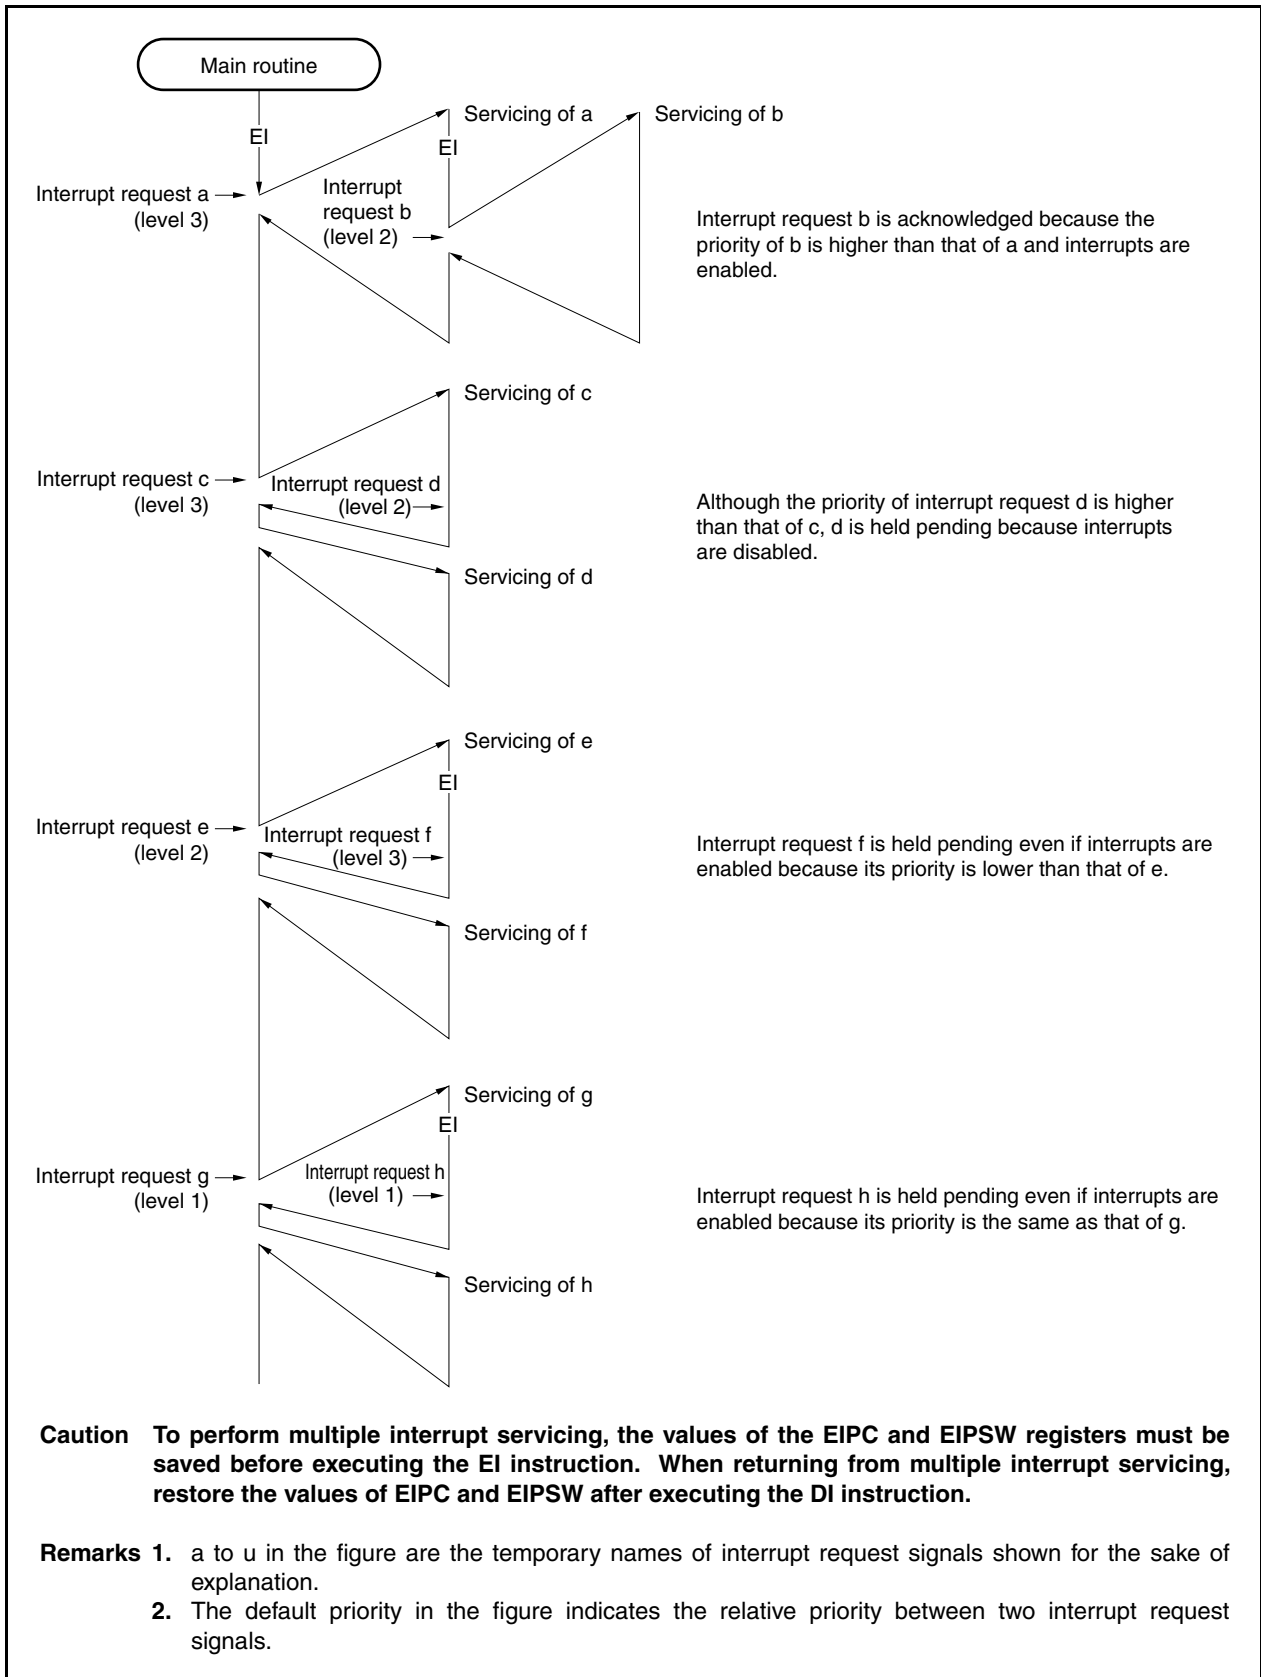 Main routine
EI
Servicing of a
EI
Servicing of b
Interrupt request a
(level 3)
Interrupt
request b
(level 2)
Interrupt request b is acknowledged because the
priority of b is higher than that of a and interrupts are
enabled.
Servicing of c
Interrupt request c
(level 3)
Interrupt request d
(level 2)
Although the priority of interrupt request d is higher
than that of c, d is held pending because interrupts
are disabled.
Servicing of d
Servicing of e
EI
Interrupt request e
(level 2)
Interrupt request f
(level 3)
Interrupt request f is held pending even if interrupts are
enabled because its priority is lower than that of e.
Servicing of f
Servicing of g
EI
Interrupt request g
(level 1)
Interrupt request h
(level 1)
Interrupt request h is held pending even if interrupts are
enabled because its priority is the same as that of g.
Servicing of h
Caution To perform multiple interrupt servicing, the values of the EIPC and EIPSW registers must be
saved before executing the EI instruction. When returning from multiple interrupt servicing,
restore the values of EIPC and EIPSW after executing the DI instruction.
Remarks 1. a to u in the figure are the temporary names of interrupt request signals shown for the sake of
explanation.
2. The default priority in the figure indicates the relative priority between two interrupt request
signals.